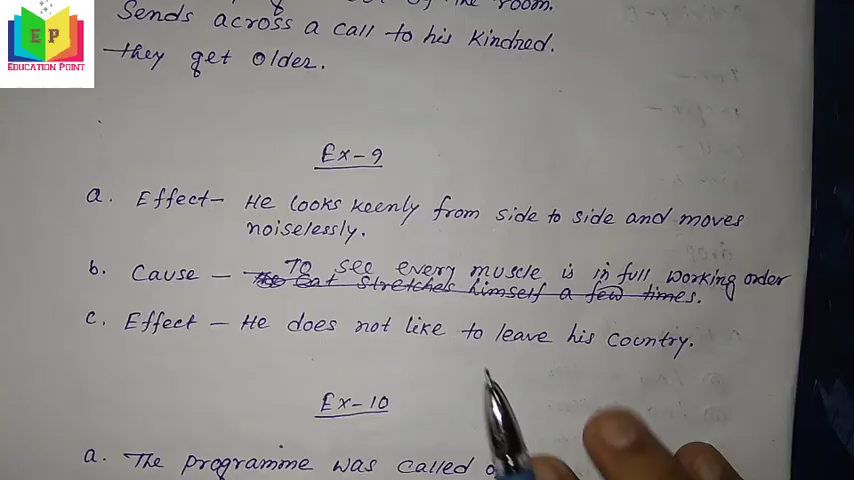 of the room.
Sends across a call to his kindred.
they get older.
EP
EDUCATION POINT
Ex-9
a. Effect- He looks keenly from side to side and moves
noiselessly.
b. Cause - To see every muscle is in full working order
cat stretches himself a few times.
c. Effect - He does not like to leave his country.
Ex-10
a. The programme was called